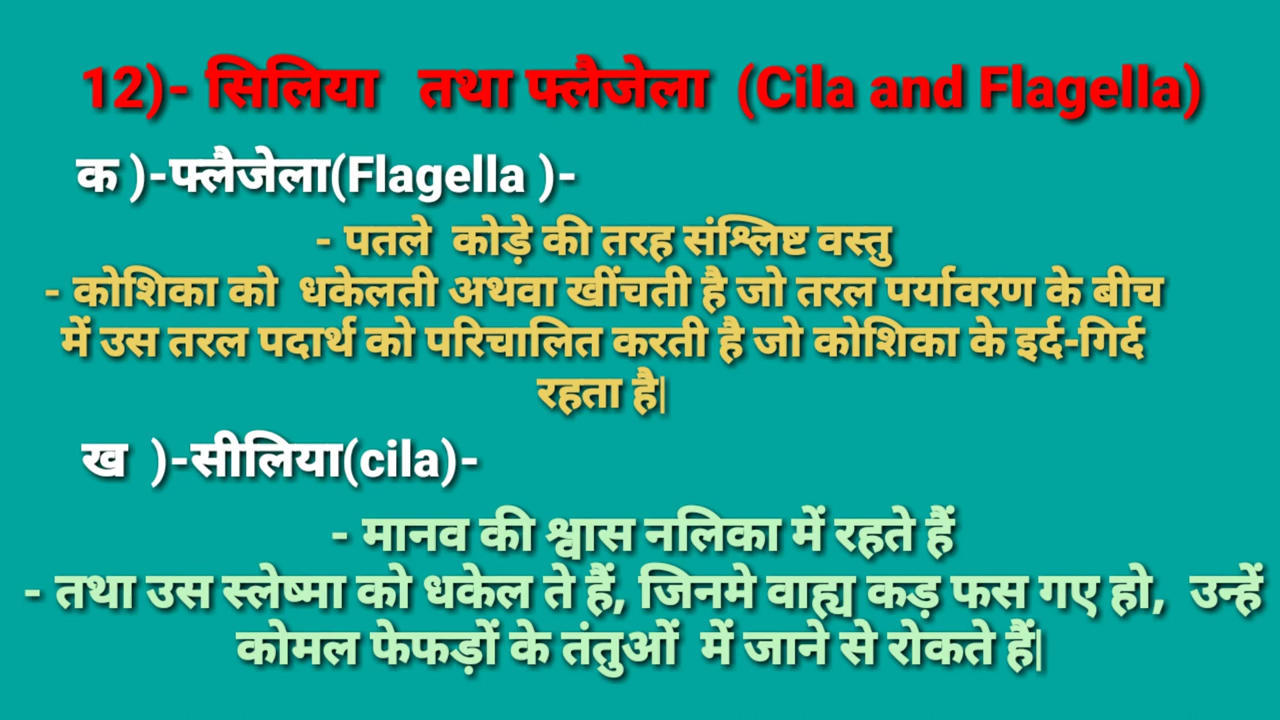 12)- सिलिया तथा फ्लैजेला (Cila and Flagella)
क )-फ्लैजेला(Flagella )-
- पतले कोड़े की तरह संश्लिष्ट वस्तु
- कोशिका को धकेलती अथवा खींचती है जो तरल पर्यावरण के बीच
में उस तरल पदार्थ को परिचालित करती है जो कोशिका के इर्द-गिर्द
रहता है|
ख )-सीलिया(cila)-
- मानव की श्वास नलिका में रहते हैं
- तथा उस स्लेष्मा को धकेल ते हैं, जिनमे वाह्य कड़ फस गए हो, उन्हें
कोमल फेफड़ों के तंतुओं में जाने से रोकते हैं|